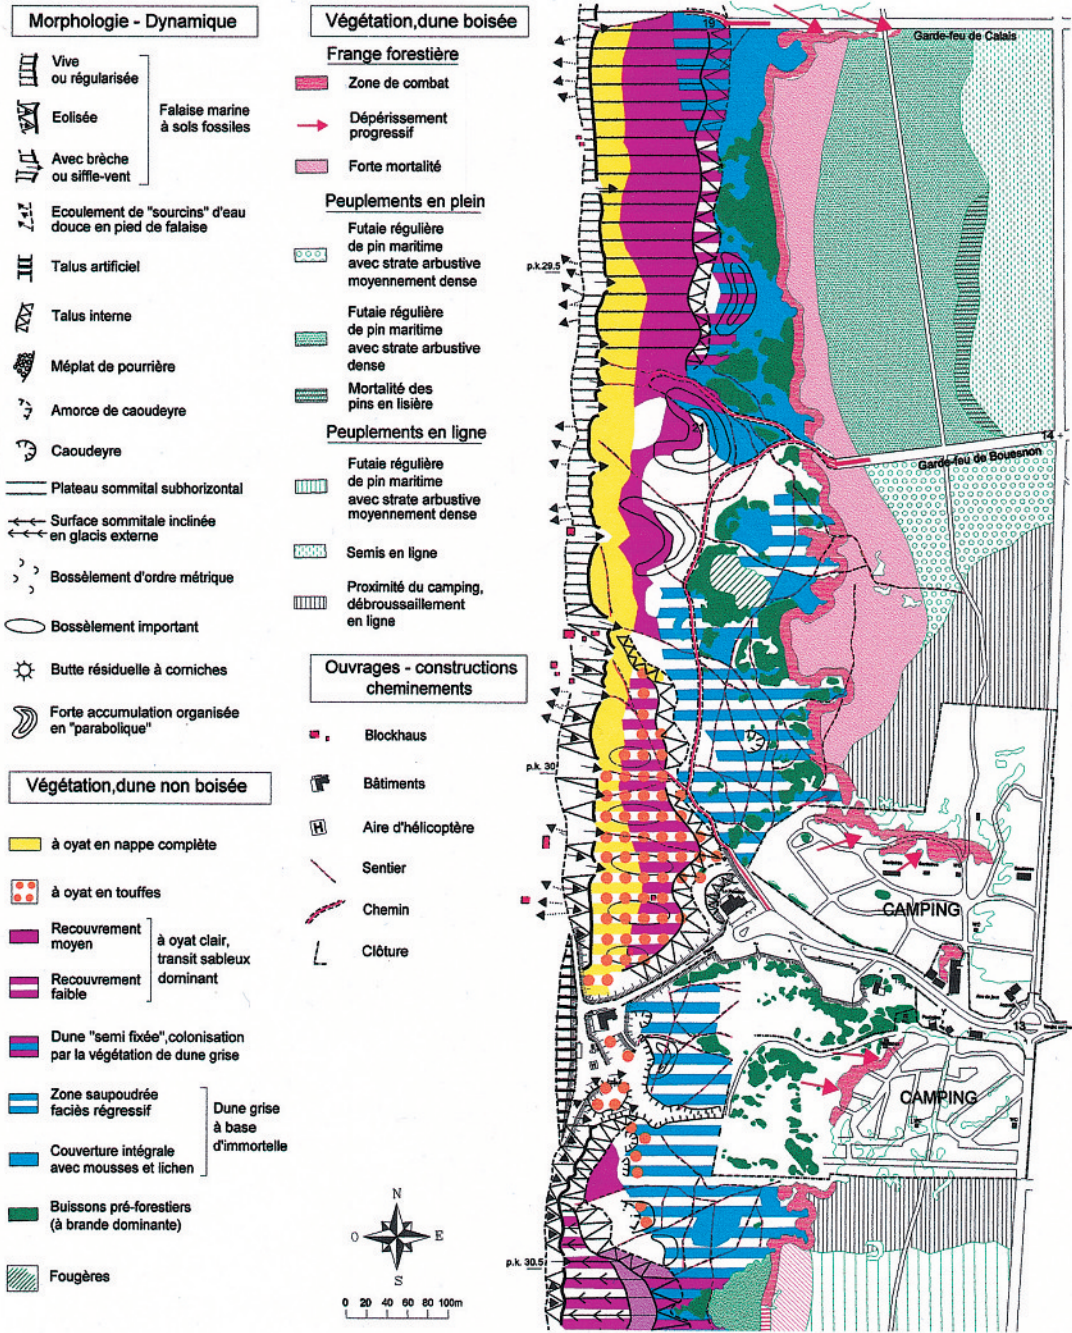 Morphologie - Dynamique
Vive
ou régularisée
Eolisée
Avec brèche
ou siffle-vent
Falaise marine
à sols fossiles
Ecoulement de "sourcins" d'eau
douce en pied de falaise
Talus artificiel
Talus interne
Méplat de pourrière
Amorce de caoudeyre
Caoudeyre
Plateau sommital subhorizontal
Surface sommitale inclinée
en glacis externe
Bossèlement d'ordre métrique
Bossèlement important
Butte résiduelle à corniches
Forte accumulation organisée
en "parabolique"
Végétation,dune non boisée
à oyat en nappe complète
à oyat en touffes
Recouvrement
moyen
Recouvrement
faible
à oyat clair,
transit sableux
dominant
Dune "semi fixée",colonisation
par la végétation de dune grise
Zone saupoudrée
faciès régressif
Couverture intégrale
avec mousses et lichen
Dune grise
à base
d'immortelle
Buissons pré-forestiers
(à brande dominante)
Fougères
Végétation,dune boisée
Frange forestière
Zone de combat
Dépérissement
progressif
Forte mortalité
Peuplements en plein
Futaie régulière
de pin maritime
avec strate arbustive
moyennement dense
Futaie régulière
de pin maritime
avec strate arbustive
dense
Mortalité des
pins en lisière
Peuplements en ligne
Futaie régulière
de pin maritime
avec strate arbustive
moyennement dense
Semis en ligne
Proximité du camping,
débroussaillement
en ligne
Ouvrages - constructions
cheminements
Blockhaus
Bâtiments
H
Aire d'hélicoptère
Sentier
Chemin
Clôture
N
O
E
S
0 20 40 60 80 100m
19
Garde-feu de Calais
p.k.29.5
21
14
Garde-feu de Bouesnon
p.k. 30
CAMPING
13
CAMPING
H
p.k. 30.5